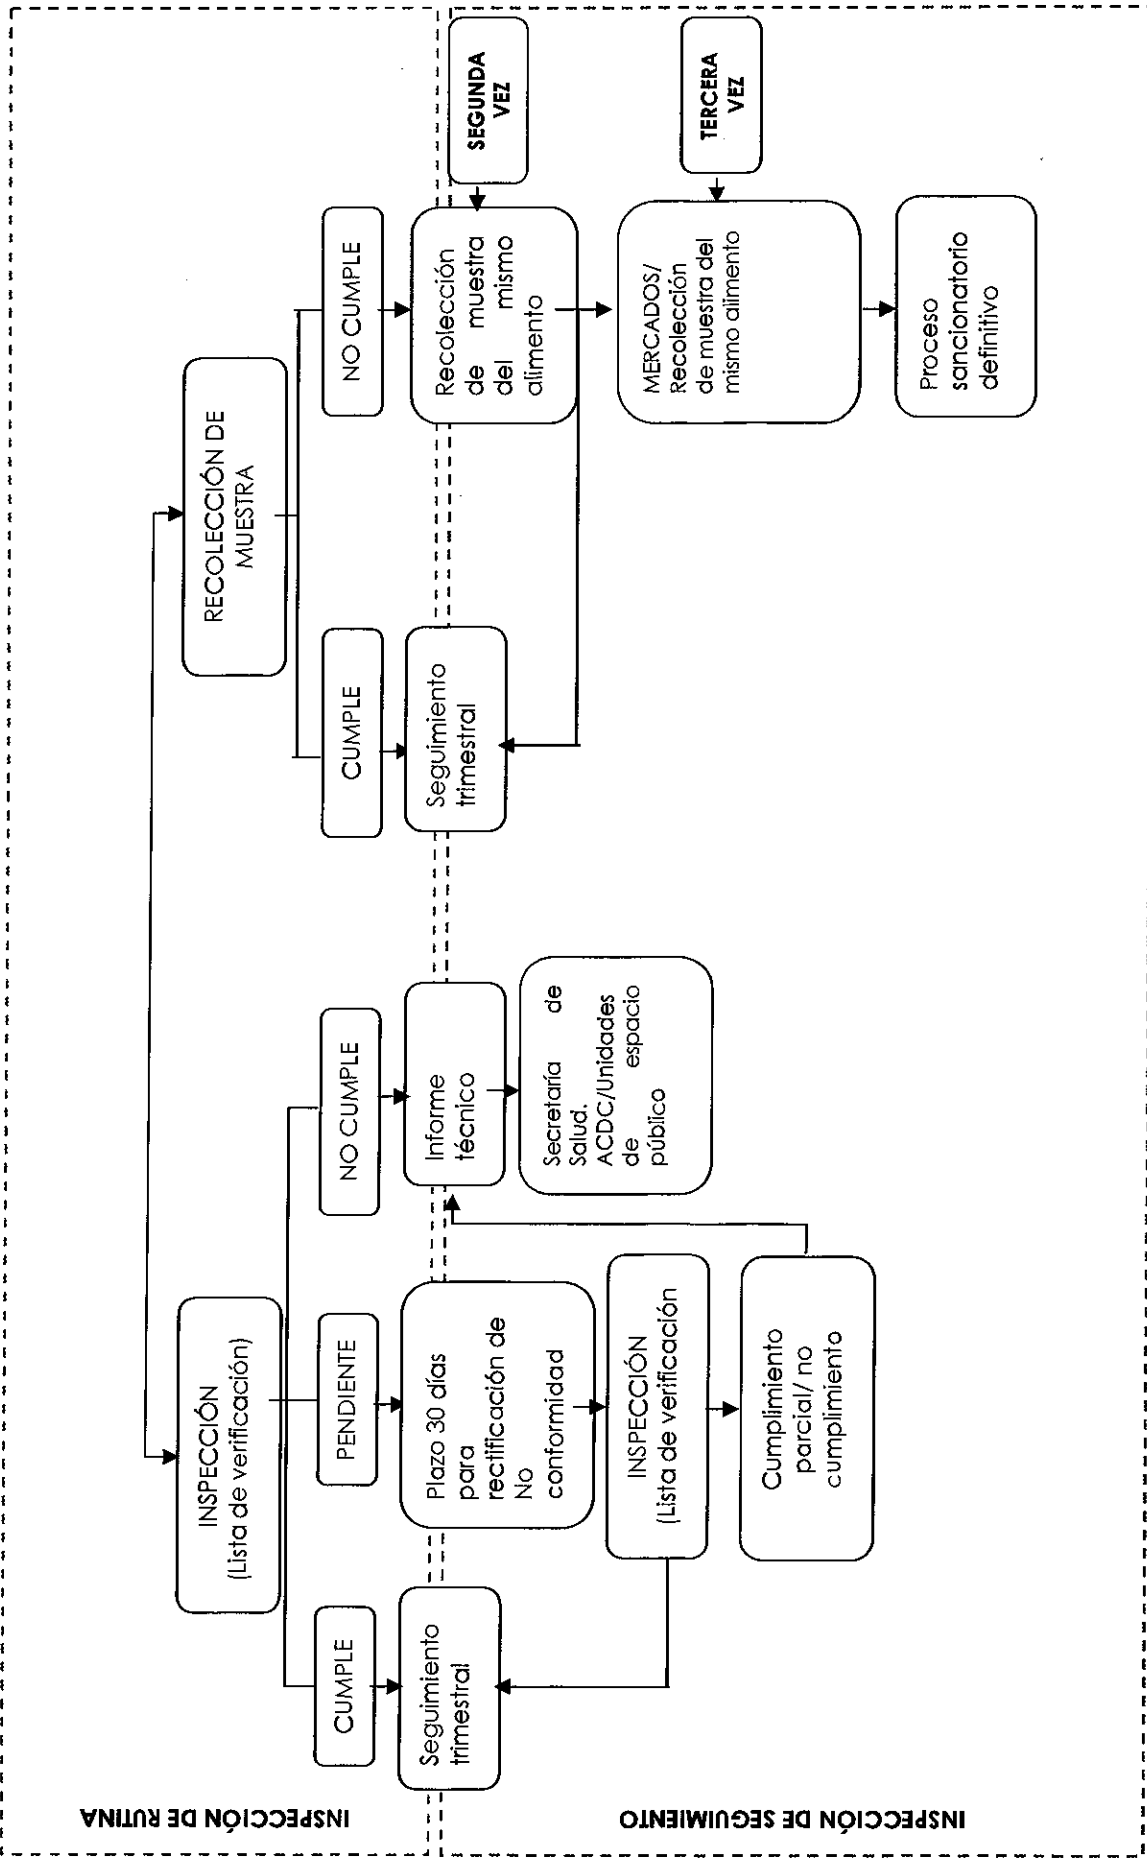 INSPECCIÓN DE RUTINA
INSPECCIÓN
(Lista de verificación)
RECOLECCIÓN DE
MUESTRA
CUMPLE
PENDIENTE
NO CUMPLE
CUMPLE
NO CUMPLE
INSPECCIÓN DE SEGUIMIENTO
Seguimiento
trimestral
Plazo 30 días
para
rectificación de
No
conformidad
Informe
técnico
Seguimiento
trimestral
Recolección
de muestra
del mismo
alimento
SEGUNDA
VEZ
INSPECCIÓN
(Lista de verificación)
Secretaría de
Salud.
ACDC/Unidades
de espacio
público
MERCADOS/
Recolección
de muestra del
mismo alimento
TERCERA
VEZ
Cumplimiento
parcial/ no
cumplimiento
Proceso
sancionatorio
definitivo